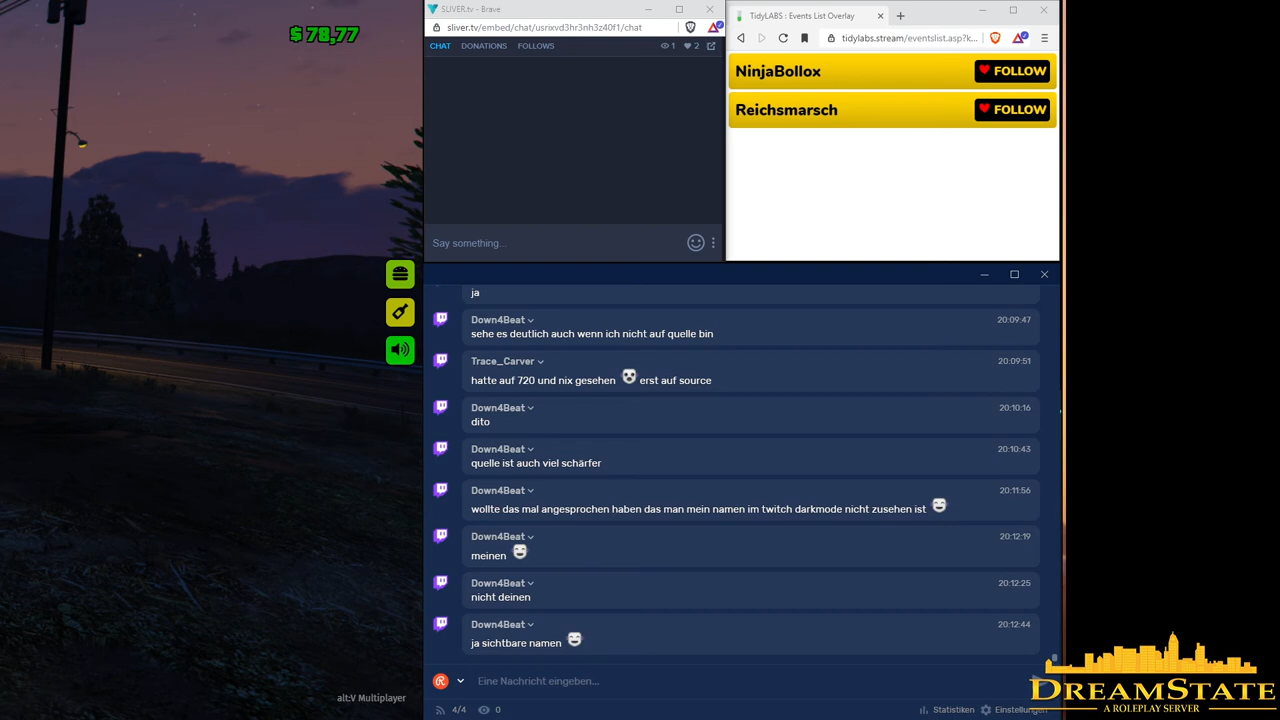 $ 78,77
alt:V Multiplayer
SLIVER.tv - Brave
sliver.tv/embed/chat/usrixvd3hr3nh3z40f1/chat
CHAT DONATIONS FOLLOWS 1 2
Say something...
TidyLABS : Events List Overlay
tidylabs.stream/eventslist.asp?k...
NinjaBollox FOLLOW
Reichsmarsch FOLLOW
ja
Down4Beat 20:09:47
sehe es deutlich auch wenn ich nicht auf quelle bin
Trace_Carver 20:09:51
hatte auf 720 und nix gesehen erst auf source
Down4Beat 20:10:16
dito
Down4Beat 20:10:43
quelle ist auch viel schärfer
Down4Beat 20:11:56
wollte das mal angesprochen haben das man mein namen im twitch darkmode nicht zusehen ist
Down4Beat 20:12:19
meinen
Down4Beat 20:12:25
nicht deinen
Down4Beat 20:12:44
ja sichtbare namen
Eine Nachricht eingeben...
4/4 0 Statistiken Einstellungen
DREAMSTATE
A ROLEPLAY SERVER